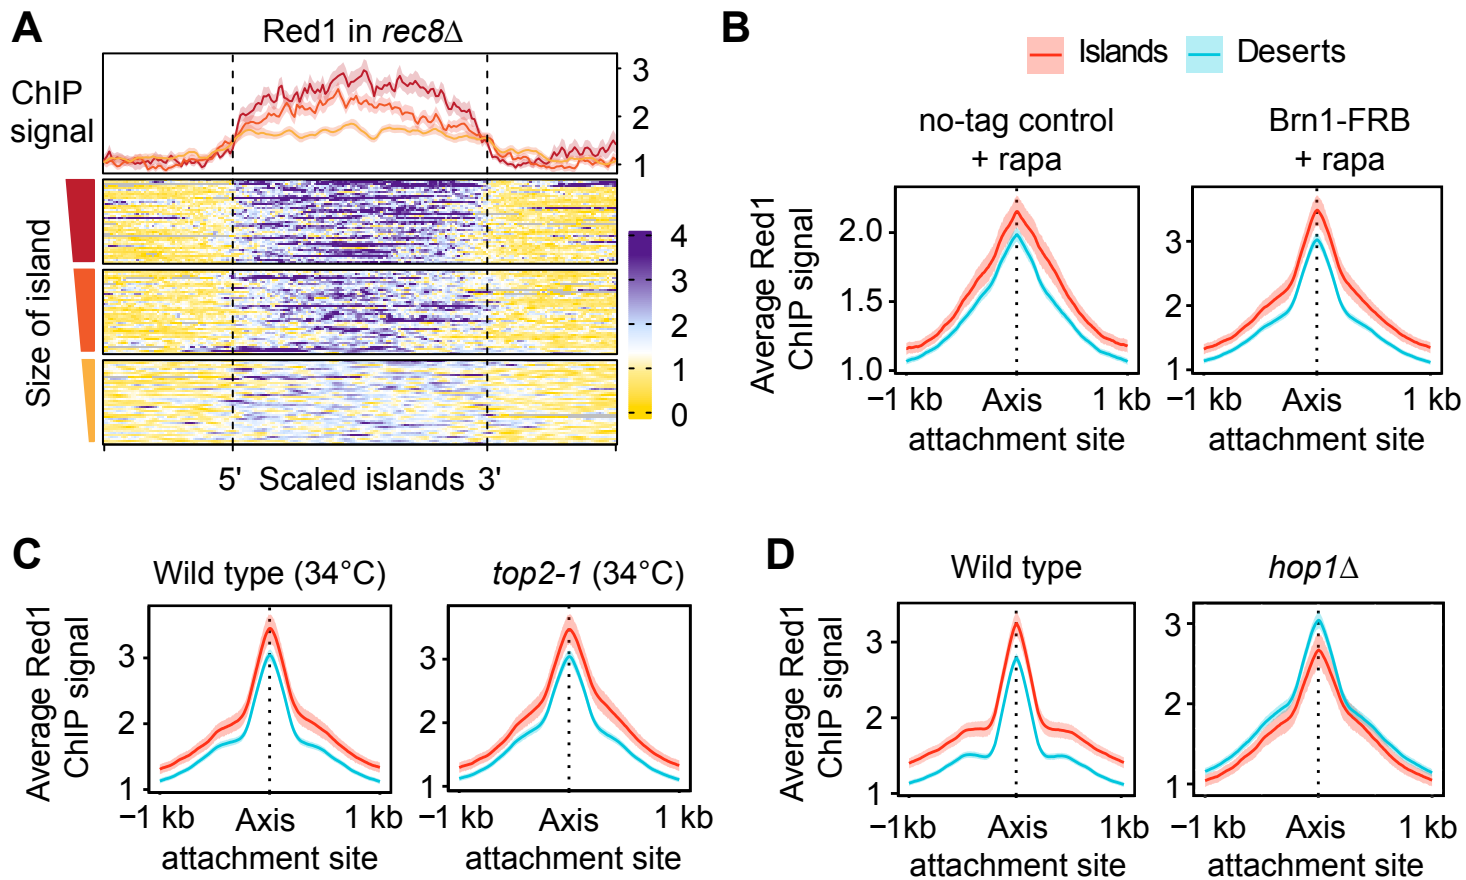 A
Red1 in rec8Δ
ChIP
signal
3
2
1
Size of island
4
3
2
1
0
5' Scaled islands 3'
B
Islands Deserts
no-tag control
+ rapa
Brn1-FRB
+ rapa
Average Red1
ChIP signal
2.0
1.5
1.0
3
2
1
−1 kb Axis 1 kb
attachment site
−1 kb Axis 1 kb
attachment site
C
Wild type (34°C)
top2-1 (34°C)
Average Red1
ChIP signal
3
2
1
3
2
1
−1 kb Axis 1 kb
attachment site
−1 kb Axis 1 kb
attachment site
D
Wild type
hop1Δ
Average Red1
ChIP signal
3
2
1
3
2
1
−1kb Axis 1kb
attachment site
−1 kb Axis 1 kb
attachment site